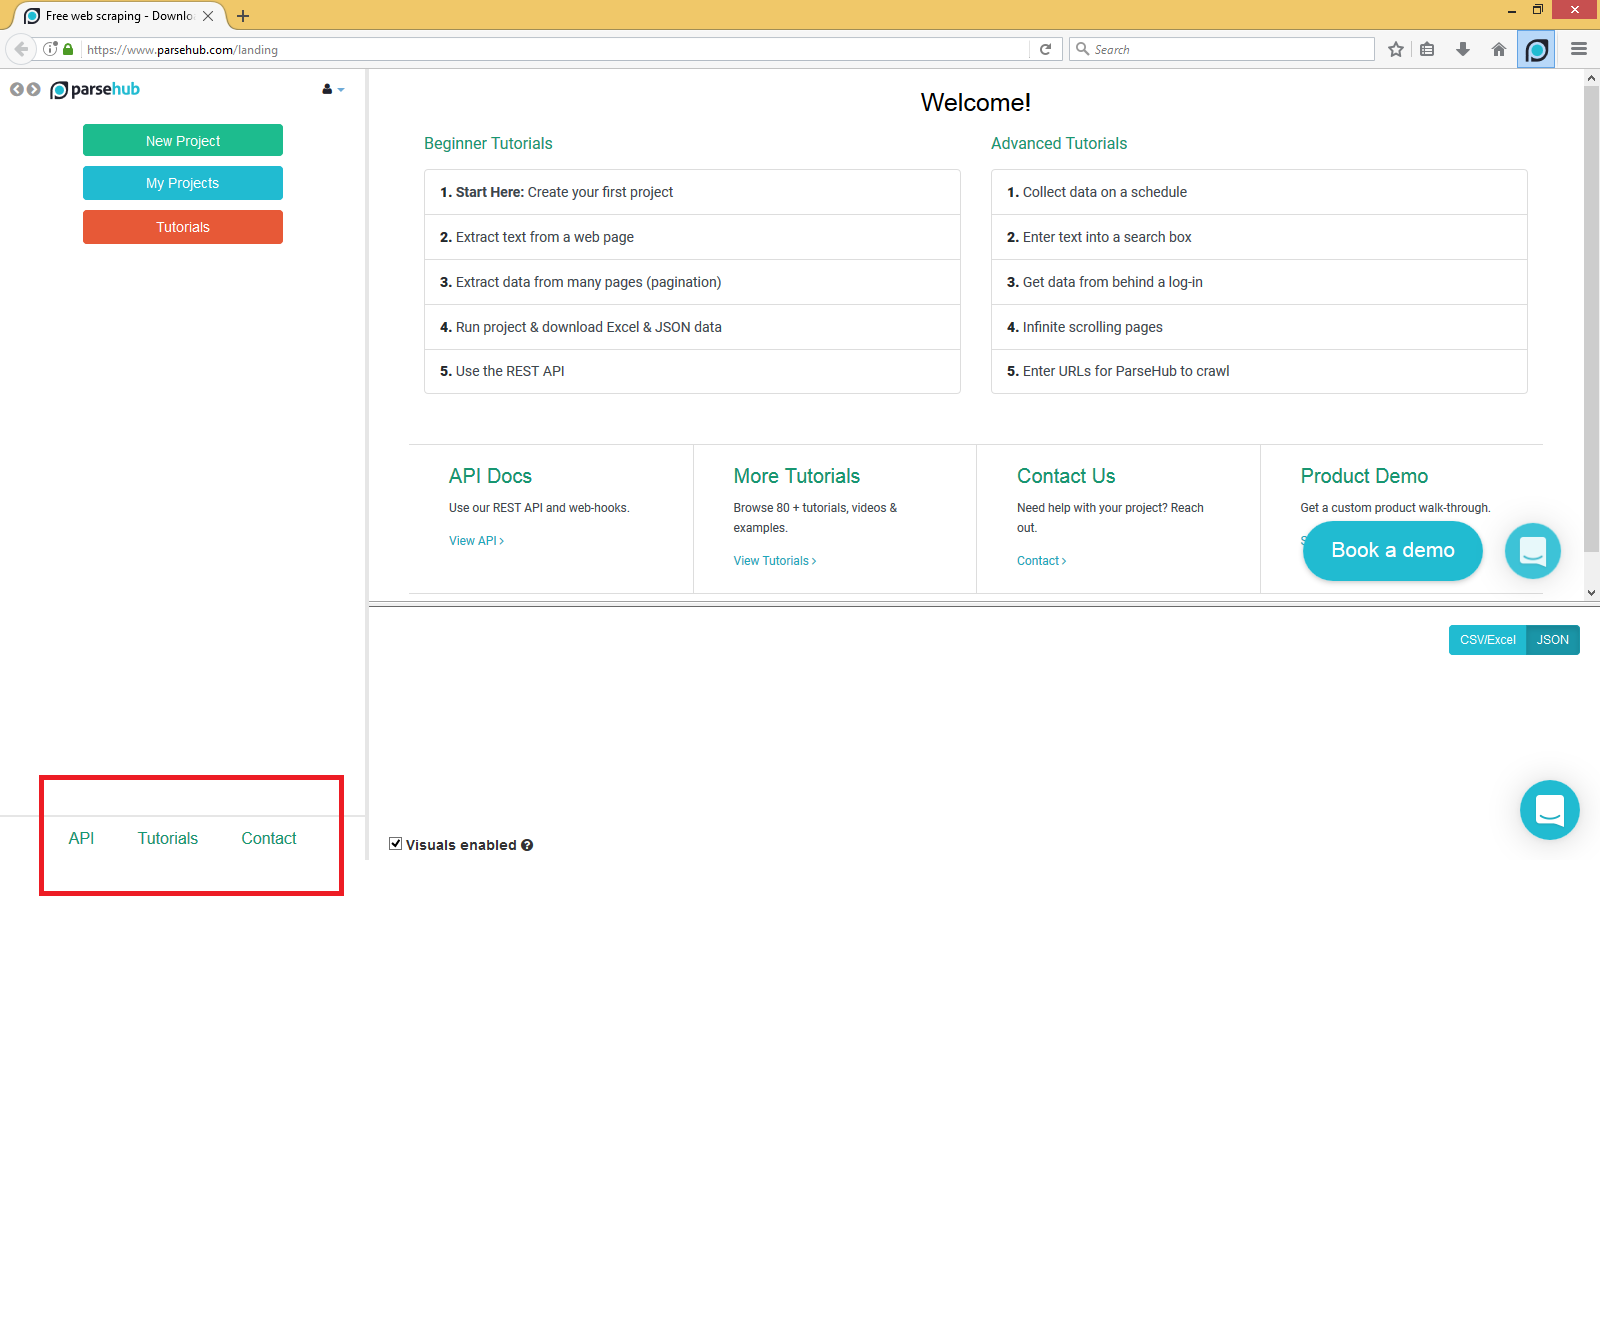 Free web scraping - Downlo
https://www.parsehub.com/landing
Search
parsehub
New Project
My Projects
Tutorials
Welcome!
Beginner Tutorials
1. Start Here: Create your first project
2. Extract text from a web page
3. Extract data from many pages (pagination)
4. Run project & download Excel & JSON data
5. Use the REST API
Advanced Tutorials
1. Collect data on a schedule
2. Enter text into a search box
3. Get data from behind a log-in
4. Infinite scrolling pages
5. Enter URLs for ParseHub to crawl
API Docs
Use our REST API and web-hooks.
View API ›
More Tutorials
Browse 80 + tutorials, videos &
examples.
View Tutorials ›
Contact Us
Need help with your project? Reach
out.
Contact ›
Product Demo
Get a custom product walk-through.
Book a demo
CSV/Excel JSON
API Tutorials Contact
Visuals enabled